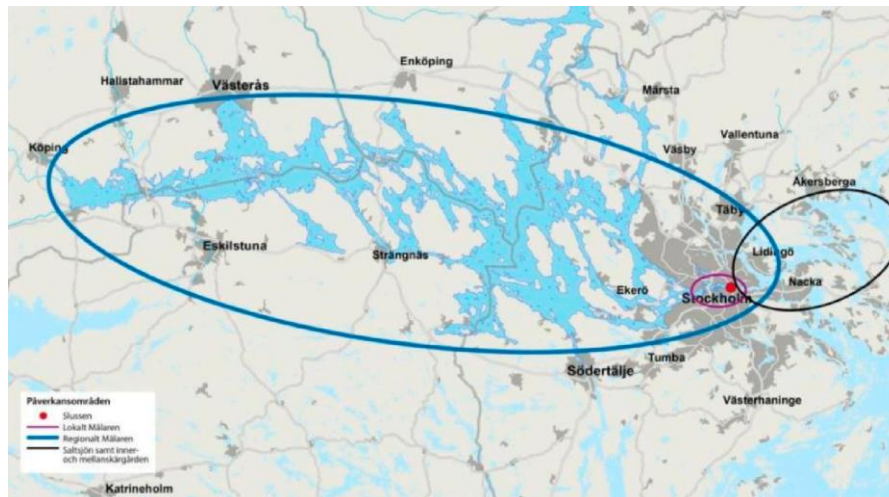 Enköping
Hallstahammar
Västerås
Märsta
Vallentuna
Köping
Väsby
Åkersberga
Täby
Eskilstuna
Strängnäs
Lidingö
Ekerö
Nacka
Stockholm
Tumba
Södertälje
Västerhaninge
Påverkansområden
Slussen
Lokalt Mälaren
Regionalt Mälaren
Saltsjön samt inner-
och mellanskärgården
Katrineholm